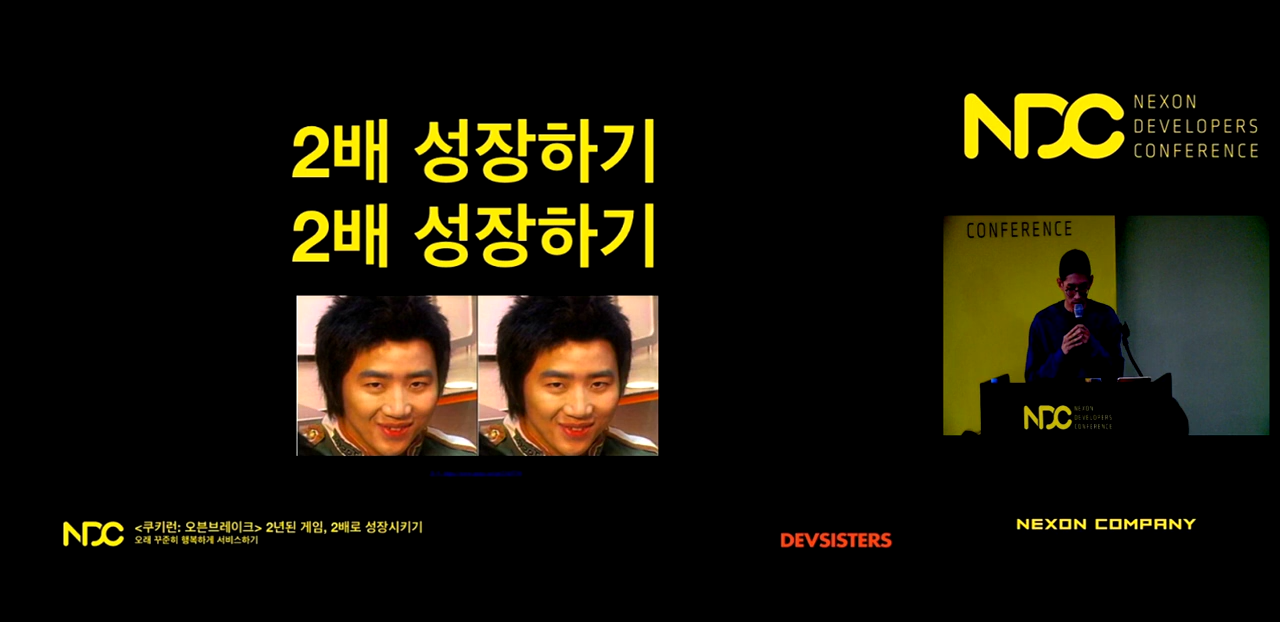 2배 성장하기
2배 성장하기
NDC
<쿠키런: 오븐브레이크> 2년된 게임, 2배로 성장시키기
오래 꾸준히 행복하게 서비스하기
DEVSISTERS
NDC
NEXON
DEVELOPERS
CONFERENCE
CONFERENCE
NDC
NEXON
DEVELOPERS
CONFERENCE
NEXON COMPANY